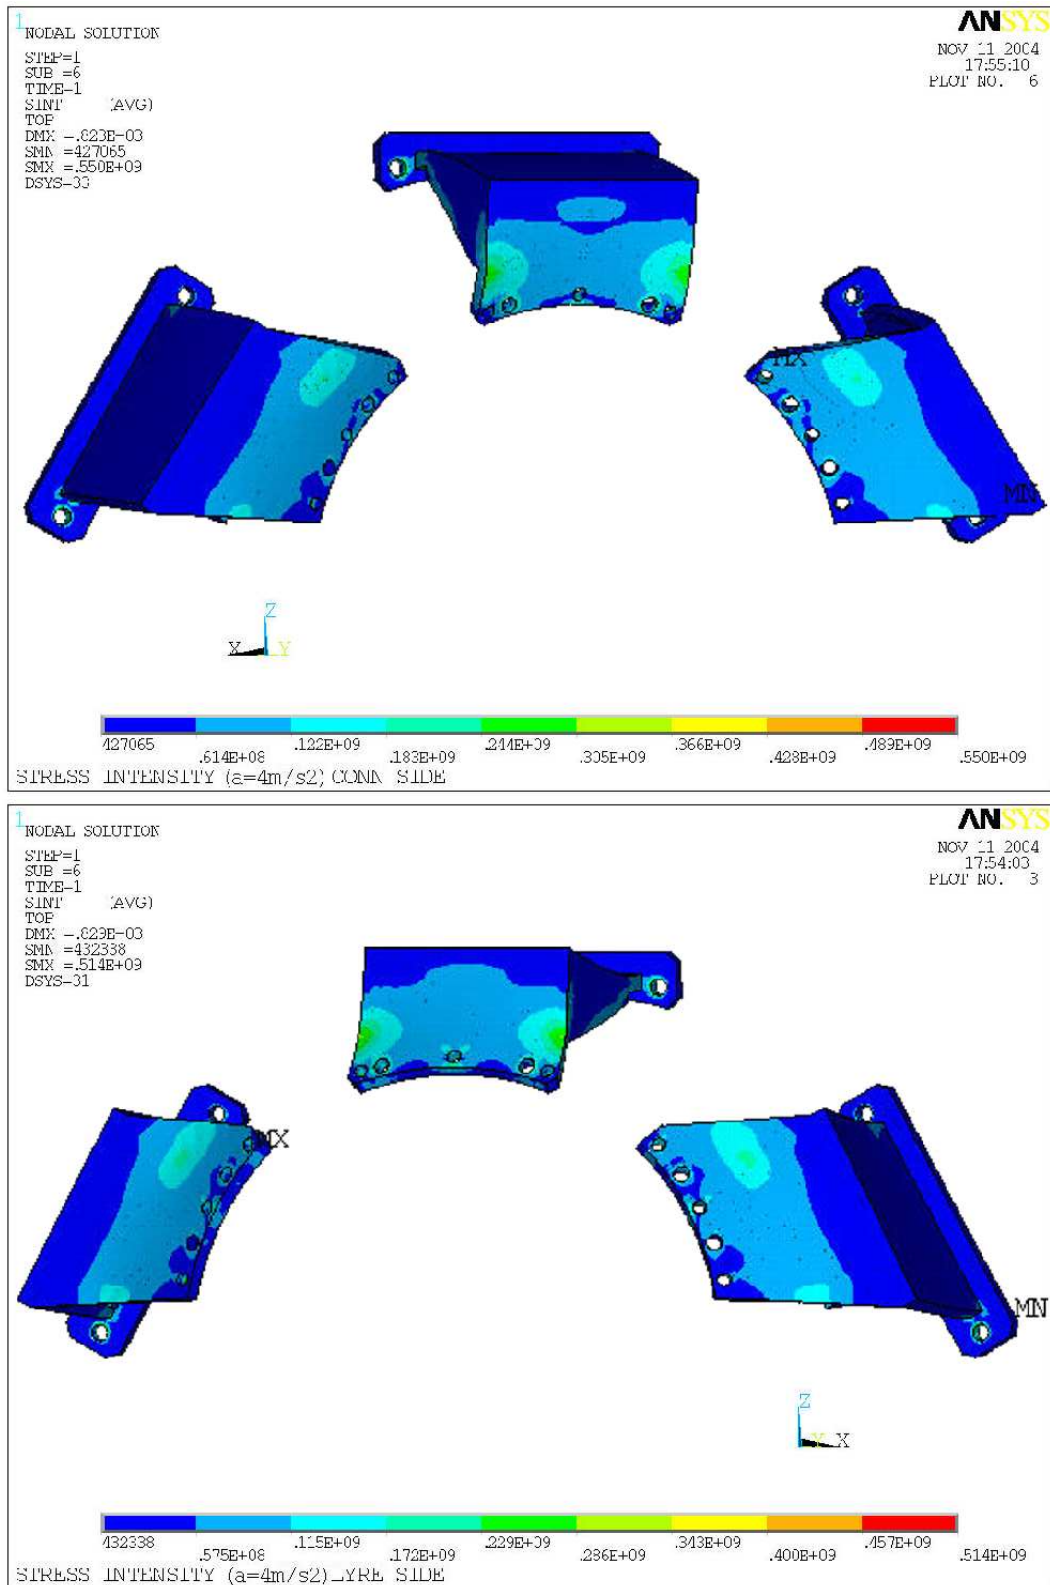 1
NODAL SOLUTION
STEP=1
SUB =6
TIME=1
SINT (AVG)
TOP
DMX =.823E-03
SMN =427065
SMX =.550E+09
DSYS=33
ANSYS
NOV 11 2004
17:55:10
PLOT NO. 6
MX
MN
Z
X Y
427065 .614E+08 .122E+09 .183E+09 .244E+09 .305E+09 .366E+09 .428E+09 .489E+09 .550E+09
STRESS INTENSITY (a=4m/s2) CONN SIDE
1
NODAL SOLUTION
STEP=1
SUB =6
TIME=1
SINT (AVG)
TOP
DMX =.829E-03
SMN =432338
SMX =.514E+09
DSYS=31
ANSYS
NOV 11 2004
17:54:03
PLOT NO. 3
MX
MN
Z
Y X
432338 .575E+08 .115E+09 .172E+09 .229E+09 .286E+09 .343E+09 .400E+09 .457E+09 .514E+09
STRESS INTENSITY (a=4m/s2) LYRE SIDE